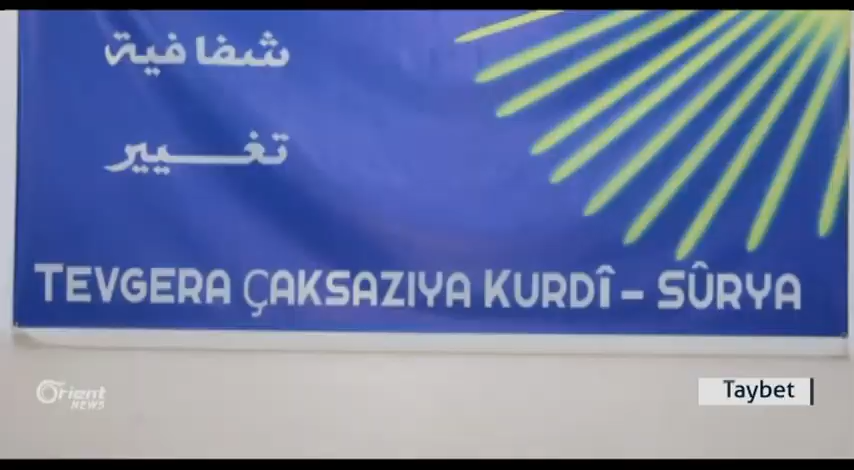 شفافية
تغيير
TEVGERA ÇAKSAZIYA KURDÎ – SÛRYA
Orient
NEWS
Taybet